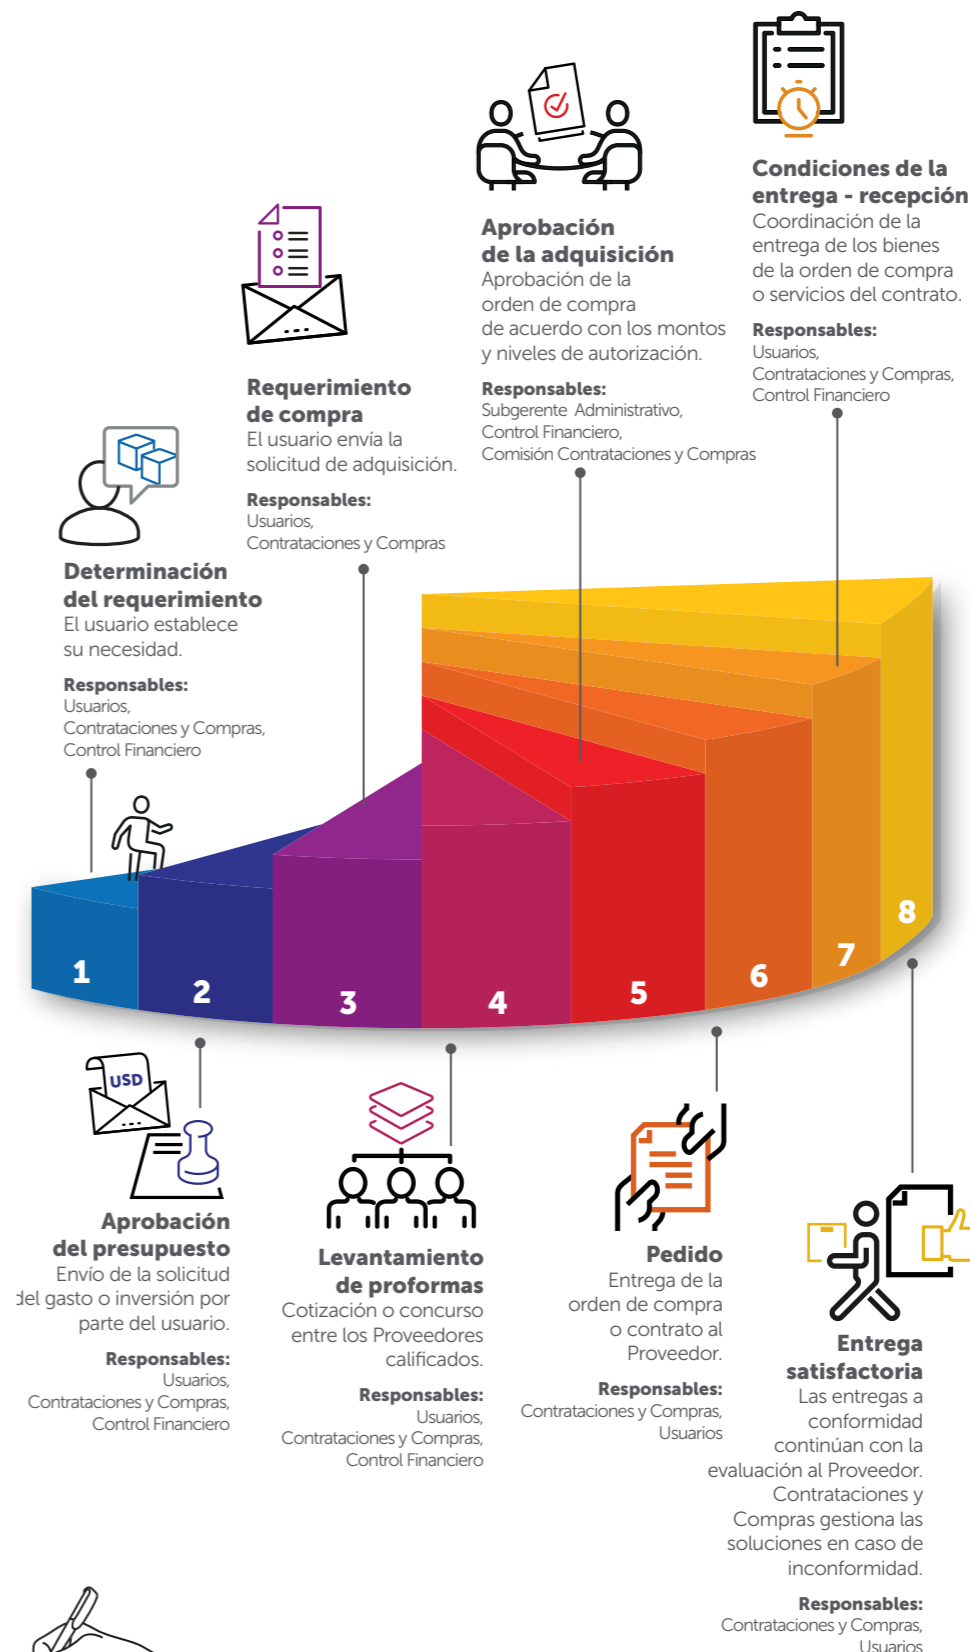 Condiciones de la
entrega - recepción
Coordinación de la
entrega de los bienes
de la orden de compra
o servicios del contrato.
Responsables:
Usuarios,
Contrataciones y Compras,
Control Financiero
Aprobación
de la adquisición
Aprobación de la
orden de compra
de acuerdo con los montos
y niveles de autorización.
Responsables:
Subgerente Administrativo,
Control Financiero,
Comisión Contrataciones y Compras
Requerimiento
de compra
El usuario envía la
solicitud de adquisición.
Responsables:
Usuarios,
Contrataciones y Compras
Determinación
del requerimiento
El usuario establece
su necesidad.
Responsables:
Usuarios,
Contrataciones y Compras,
Control Financiero
1
2
3
4
5
6
7
8
USD
Aprobación
del presupuesto
Envío de la solicitud
del gasto o inversión por
parte del usuario.
Responsables:
Usuarios,
Contrataciones y Compras,
Control Financiero
Levantamiento
de proformas
Cotización o concurso
entre los Proveedores
calificados.
Responsables:
Usuarios,
Contrataciones y Compras,
Control Financiero
Pedido
Entrega de la
orden de compra
o contrato al
Proveedor.
Responsables:
Contrataciones y Compras,
Usuarios
Entrega
satisfactoria
Las entregas a
conformidad
continúan con la
evaluación al Proveedor.
Contrataciones y
Compras gestiona las
soluciones en caso de
inconformidad.
Responsables:
Contrataciones y Compras,
Usuarios